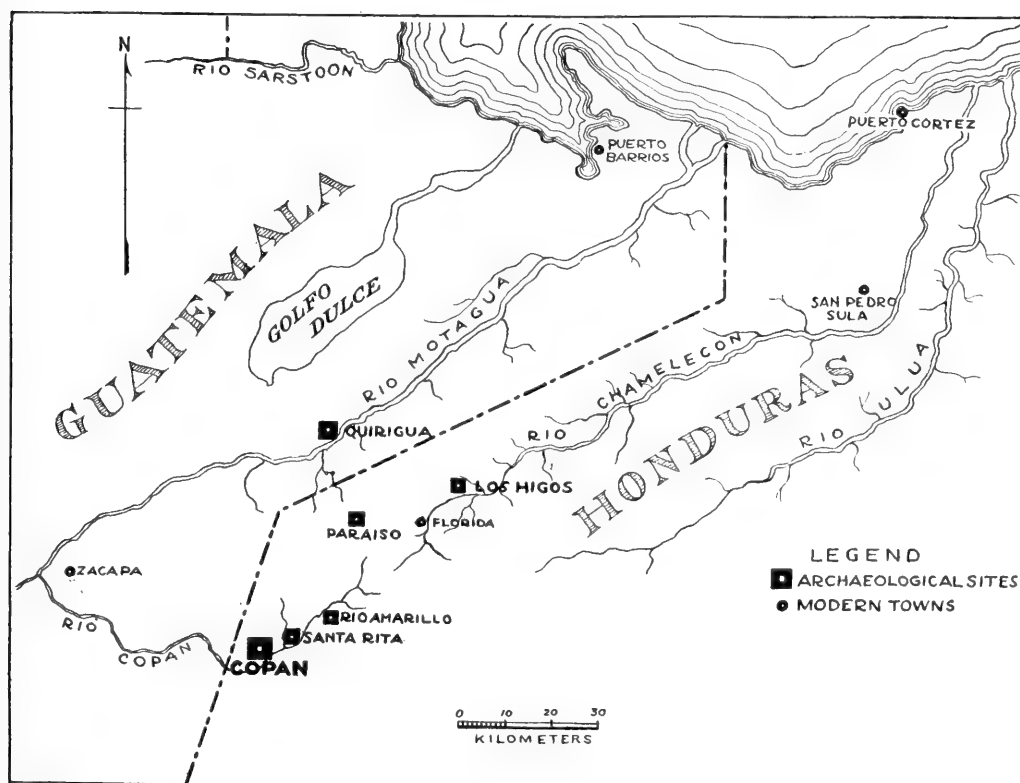 N
RIO SARSTOON
PUERTO CORTEZ
PUERTO
BARRIOS
GUATEMALA
GOLFO
DULCE
SAN PEDRO
SULA
RIO MOTAGUA
RIO CHAMELECON
HONDURAS
RIO ULUA
QUIRIGUA
LOS HIGOS
PARAISO
FLORIDA
ZACAPA
RIO COPAN
RIO AMARILLO
SANTA RITA
COPAN
LEGEND
ARCHAEOLOGICAL SITES
MODERN TOWNS
0 10 20 30
KILOMETERS